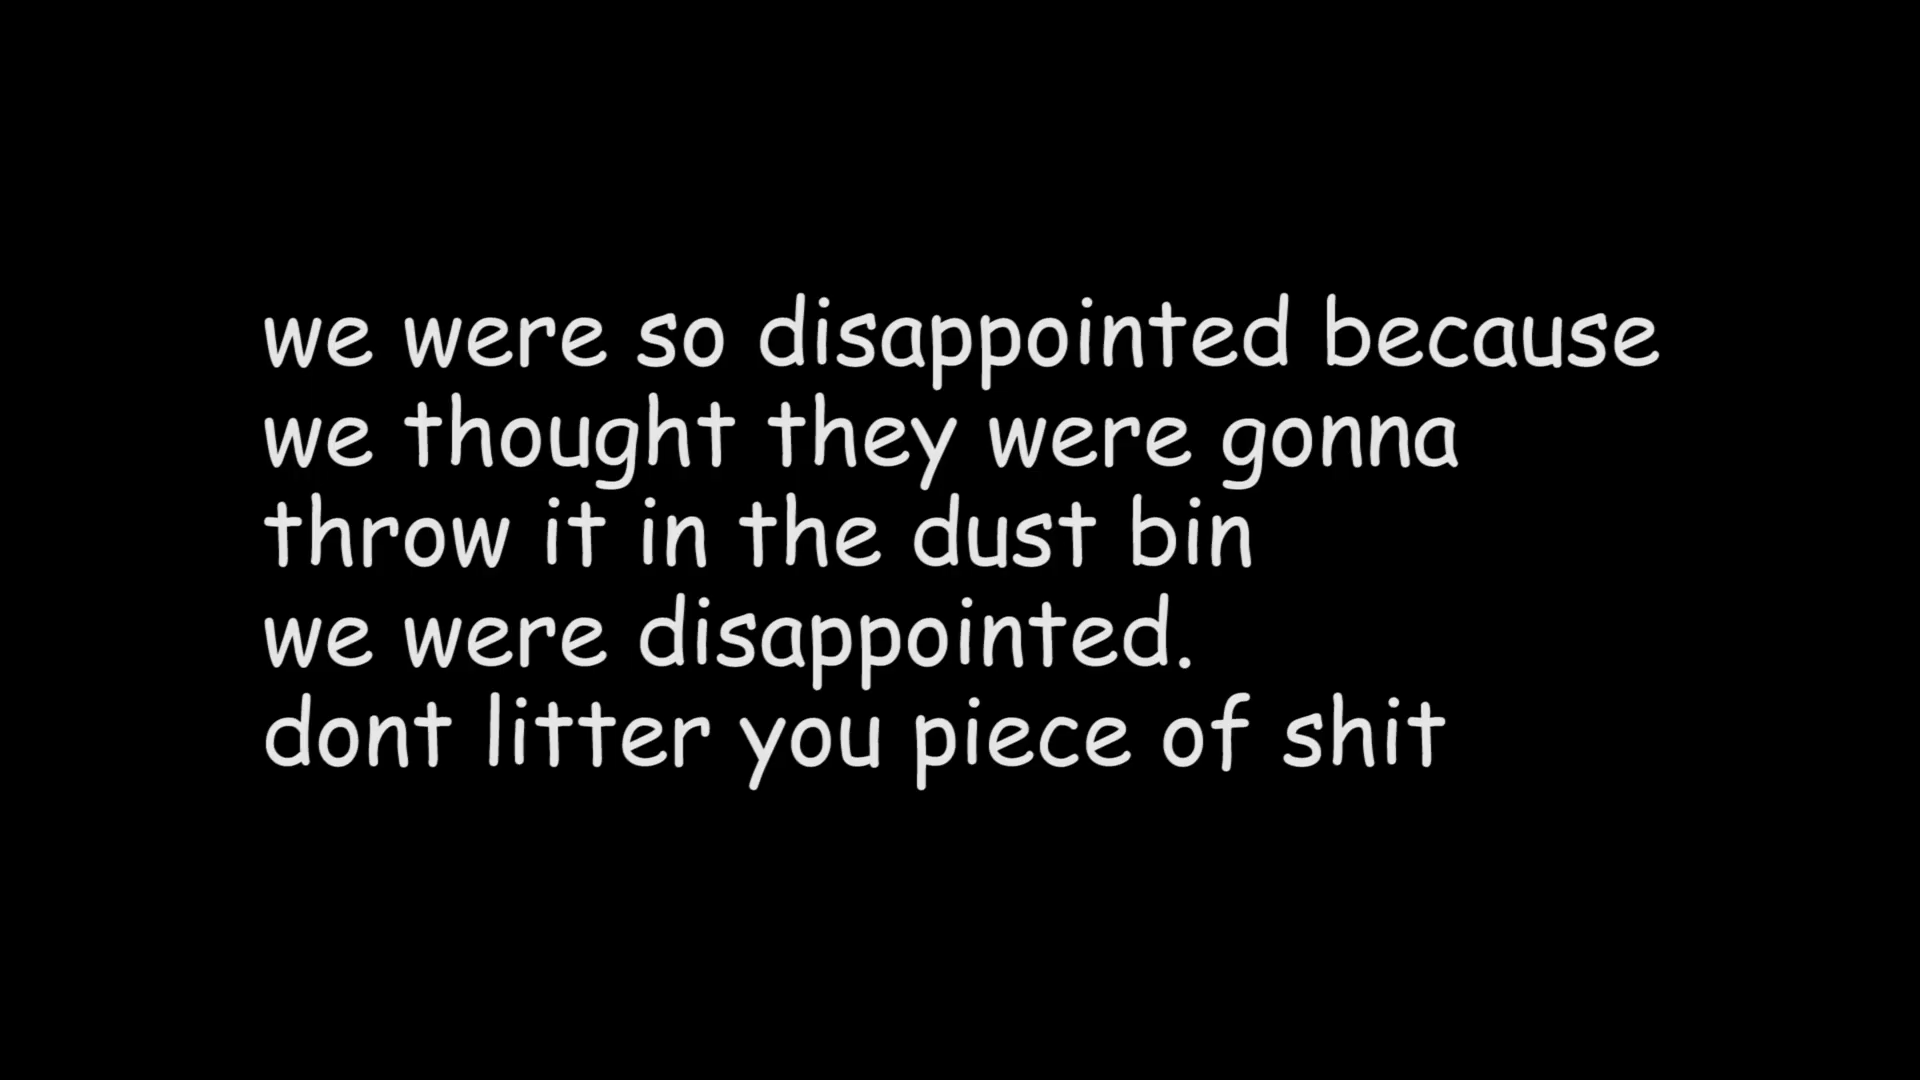 we were so disappointed because
we thought they were gonna
throw it in the dust bin
we were disappointed.
dont litter you piece of shit